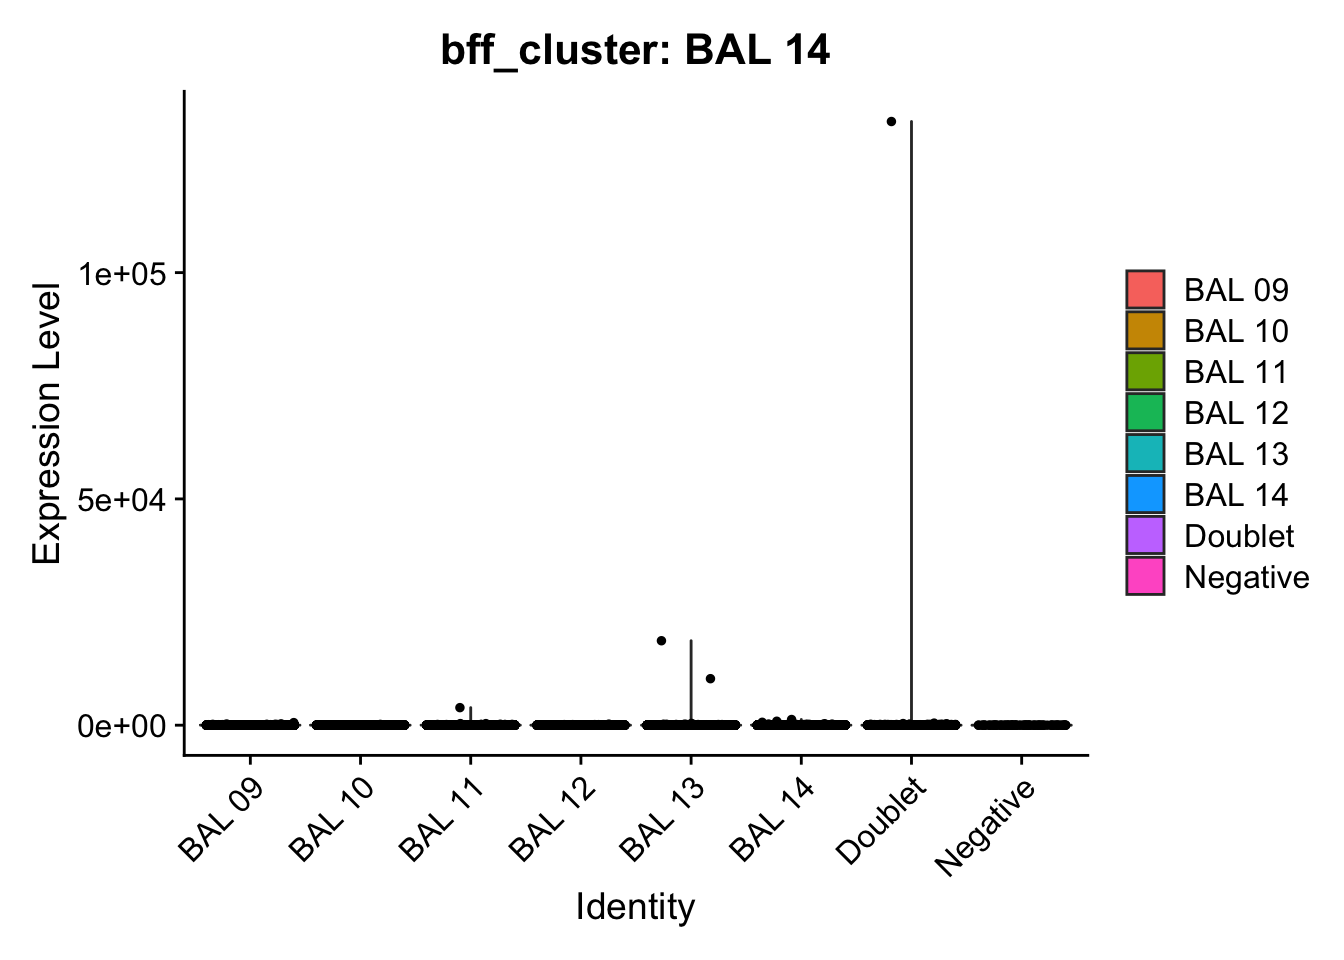 bff_cluster: BAL 14
Expression Level
1e+05
5e+04
0e+00
BAL 09
BAL 10
BAL 11
BAL 12
BAL 13
BAL 14
Doublet
Negative
Identity
BAL 09
BAL 10
BAL 11
BAL 12
BAL 13
BAL 14
Doublet
Negative